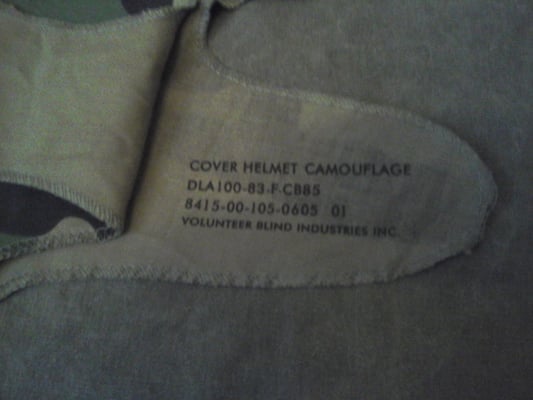 COVER HELMET CAMOUFLAGE
DLA100-83-F-CB85
8415-00-105-0605 01
VOLUNTEER BLIND INDUSTRIES INC